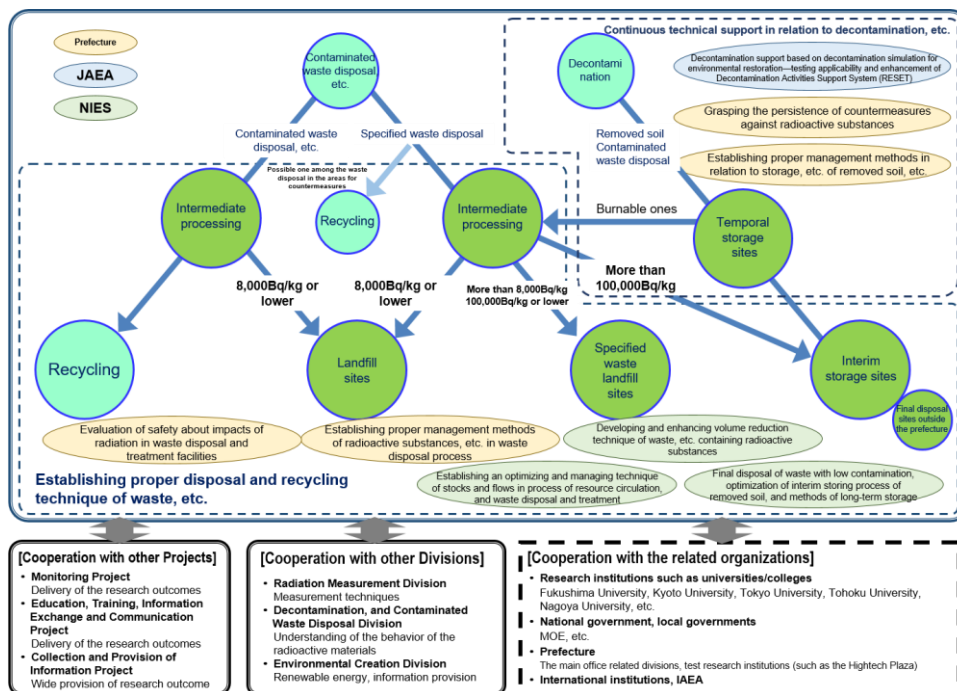 Prefecture
JAEA
NIES
Contaminated
waste disposal,
etc.
Continuous technical support in relation to decontamination, etc.
Decontami
nation
Decontamination support based on decontamination simulation for
environmental restoration—testing applicability and enhancement of
Decontamination Activities Support System (RESET)
Grasping the persistence of countermeasures
against radioactive substances
Establishing proper management methods in
relation to storage, etc. of removed soil, etc.
Contaminated waste
disposal, etc.
Specified waste disposal
Removed soil
Contaminated
waste disposal
Possible one among the waste
disposal in the areas for
countermeasures
Intermediate
processing
Recycling
Intermediate
processing
Burnable ones
Temporal
storage
sites
8,000Bq/kg or
lower
8,000Bq/kg or
lower
More than 8,000Bq/kg
100,000Bq/kg or lower
More than
100,000Bq/kg
Recycling
Landfill
sites
Specified
waste
landfill
sites
Interim
storage sites
Final disposal
sites outside
the prefecture
Evaluation of safety about impacts of
radiation in waste disposal and
treatment facilities
Establishing proper management methods
of radioactive substances, etc. in waste
disposal process
Developing and enhancing volume reduction
technique of waste, etc. containing radioactive
substances
Establishing an optimizing and managing technique
of stocks and flows in process of resource circulation,
and waste disposal and treatment
Final disposal of waste with low contamination,
optimization of interim storing process of
removed soil, and methods of long-term storage
Establishing proper disposal and recycling
technique of waste, etc.
[Cooperation with other Projects]
• Monitoring Project
Delivery of the research outcomes
• Education, Training, Information
Exchange and Communication
Project
Delivery of the research outcomes
• Collection and Provision of
Information Project
Wide provision of research outcome
[Cooperation with other Divisions]
• Radiation Measurement Division
Measurement techniques
• Decontamination, and Contaminated
Waste Disposal Division
Understanding of the behavior of the
radioactive materials
• Environmental Creation Division
Renewable energy, information provision
[Cooperation with the related organizations]
• Research institutions such as universities/colleges
Fukushima University, Kyoto University, Tokyo University, Tohoku University,
Nagoya University, etc.
• National government, local governments
MOE, etc.
• Prefecture
The main office related divisions, test research institutions (such as the Hightech Plaza)
• International institutions, IAEA